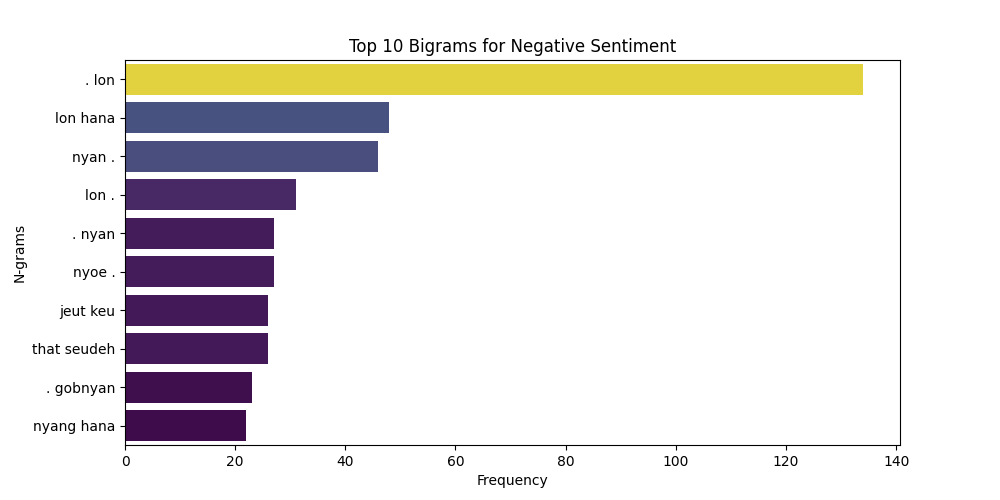 Top 10 Bigrams for Negative Sentiment
. lon
lon hana
nyan .
lon .
. nyan
nyoe .
jeut keu
that seudeh
. gobnyan
nyang hana
N-grams
0 20 40 60 80 100 120 140
Frequency